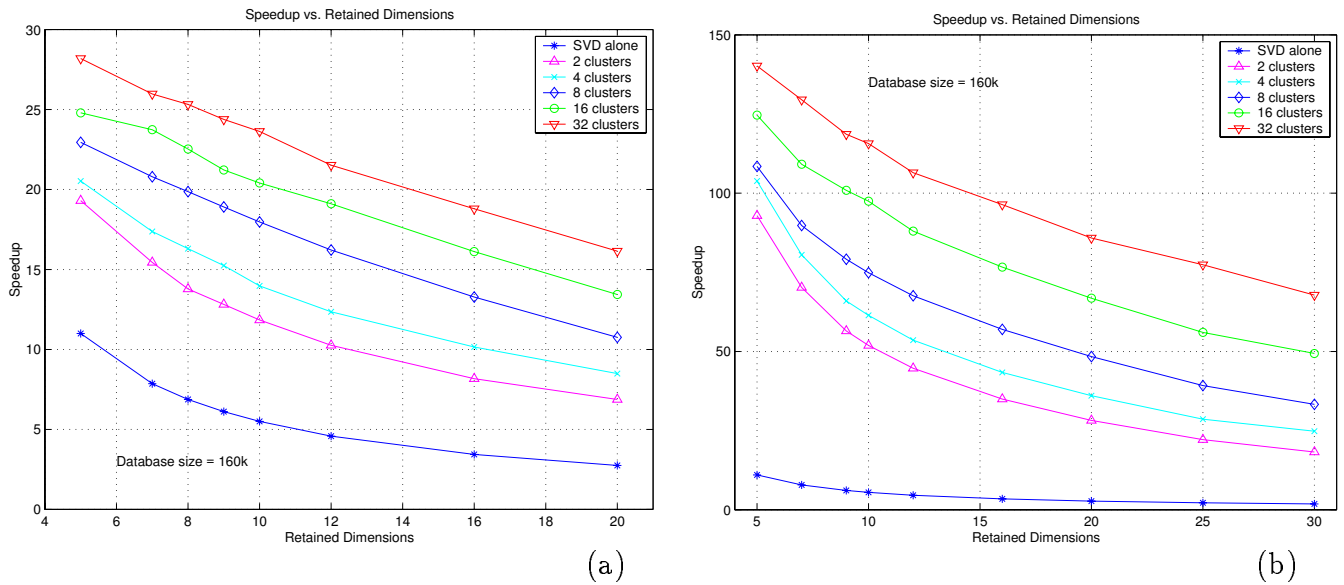 Speedup vs. Retained Dimensions
30
25
20
15
10
5
0
Speedup
SVD alone
2 clusters
4 clusters
8 clusters
16 clusters
32 clusters
Database size = 160k
4 6 8 10 12 14 16 18 20
Retained Dimensions
(a)
Speedup vs. Retained Dimensions
150
100
50
0
Speedup
SVD alone
2 clusters
4 clusters
8 clusters
16 clusters
32 clusters
Database size = 160k
5 10 15 20 25 30
Retained Dimensions
(b)